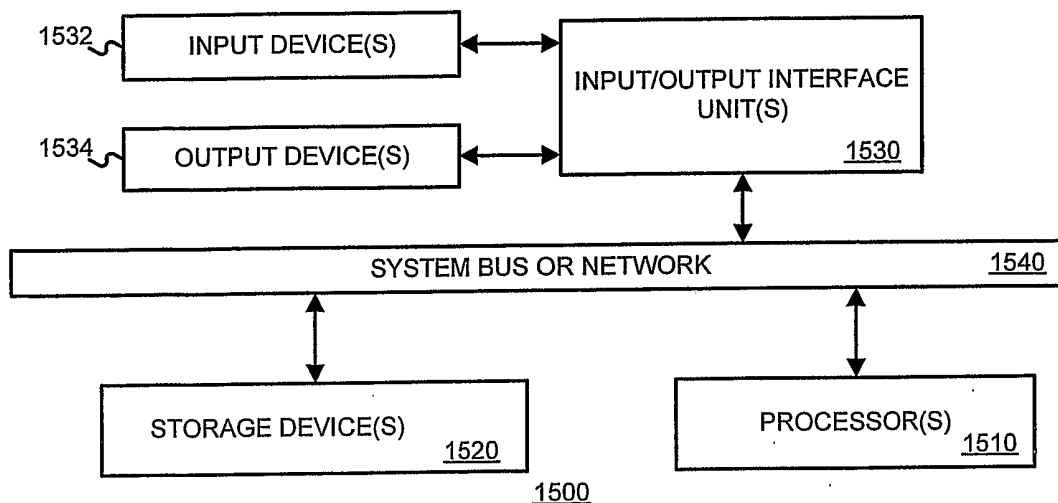 1532
INPUT DEVICE(S)
INPUT/OUTPUT INTERFACE
UNIT(S)
1530
1534
OUTPUT DEVICE(S)
SYSTEM BUS OR NETWORK
1540
STORAGE DEVICE(S)
1520
PROCESSOR(S)
1510
1500